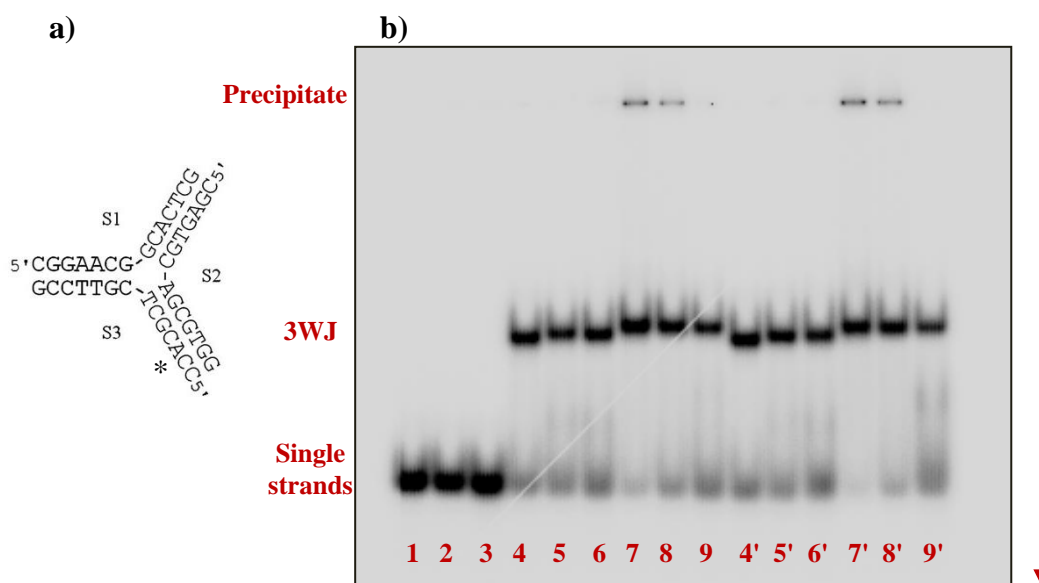 a)
b)
Precipitate
GCACTCG
CGTGAGC5'
S1
5'CGGAACG
GCCTTGC
S2
AGCGTGG
TCGCACC5'
S3
*
3WJ
Single
strands
1 2 3 4 5 6 7 8 9 4' 5' 6' 7' 8' 9'